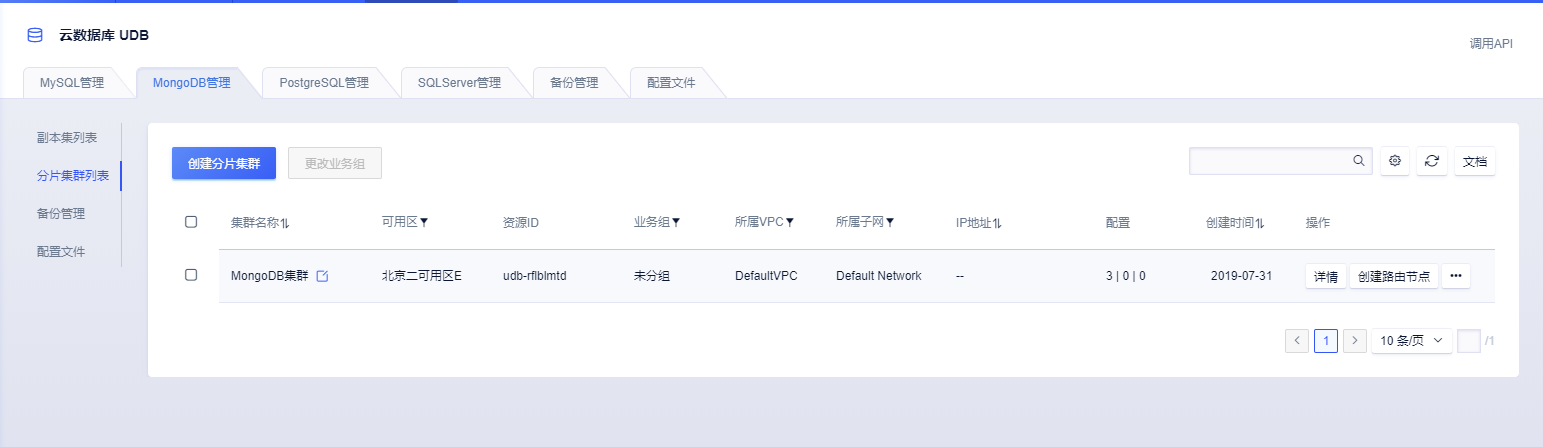 云数据库 UDB
调用API
MySQL管理 MongoDB管理 PostgreSQL管理 SQLServer管理 备份管理 配置文件
副本集列表
分片集群列表
备份管理
配置文件
创建分片集群 更改业务组 文档
集群名称 可用区 资源ID 业务组 所属VPC 所属子网 IP地址 配置 创建时间 操作
MongoDB集群 北京二可用区E udb-rflblmtd 未分组 DefaultVPC Default Network -- 3 | 0 | 0 2019-07-31 详情 创建路由节点 •••
1 10 条/页 /1